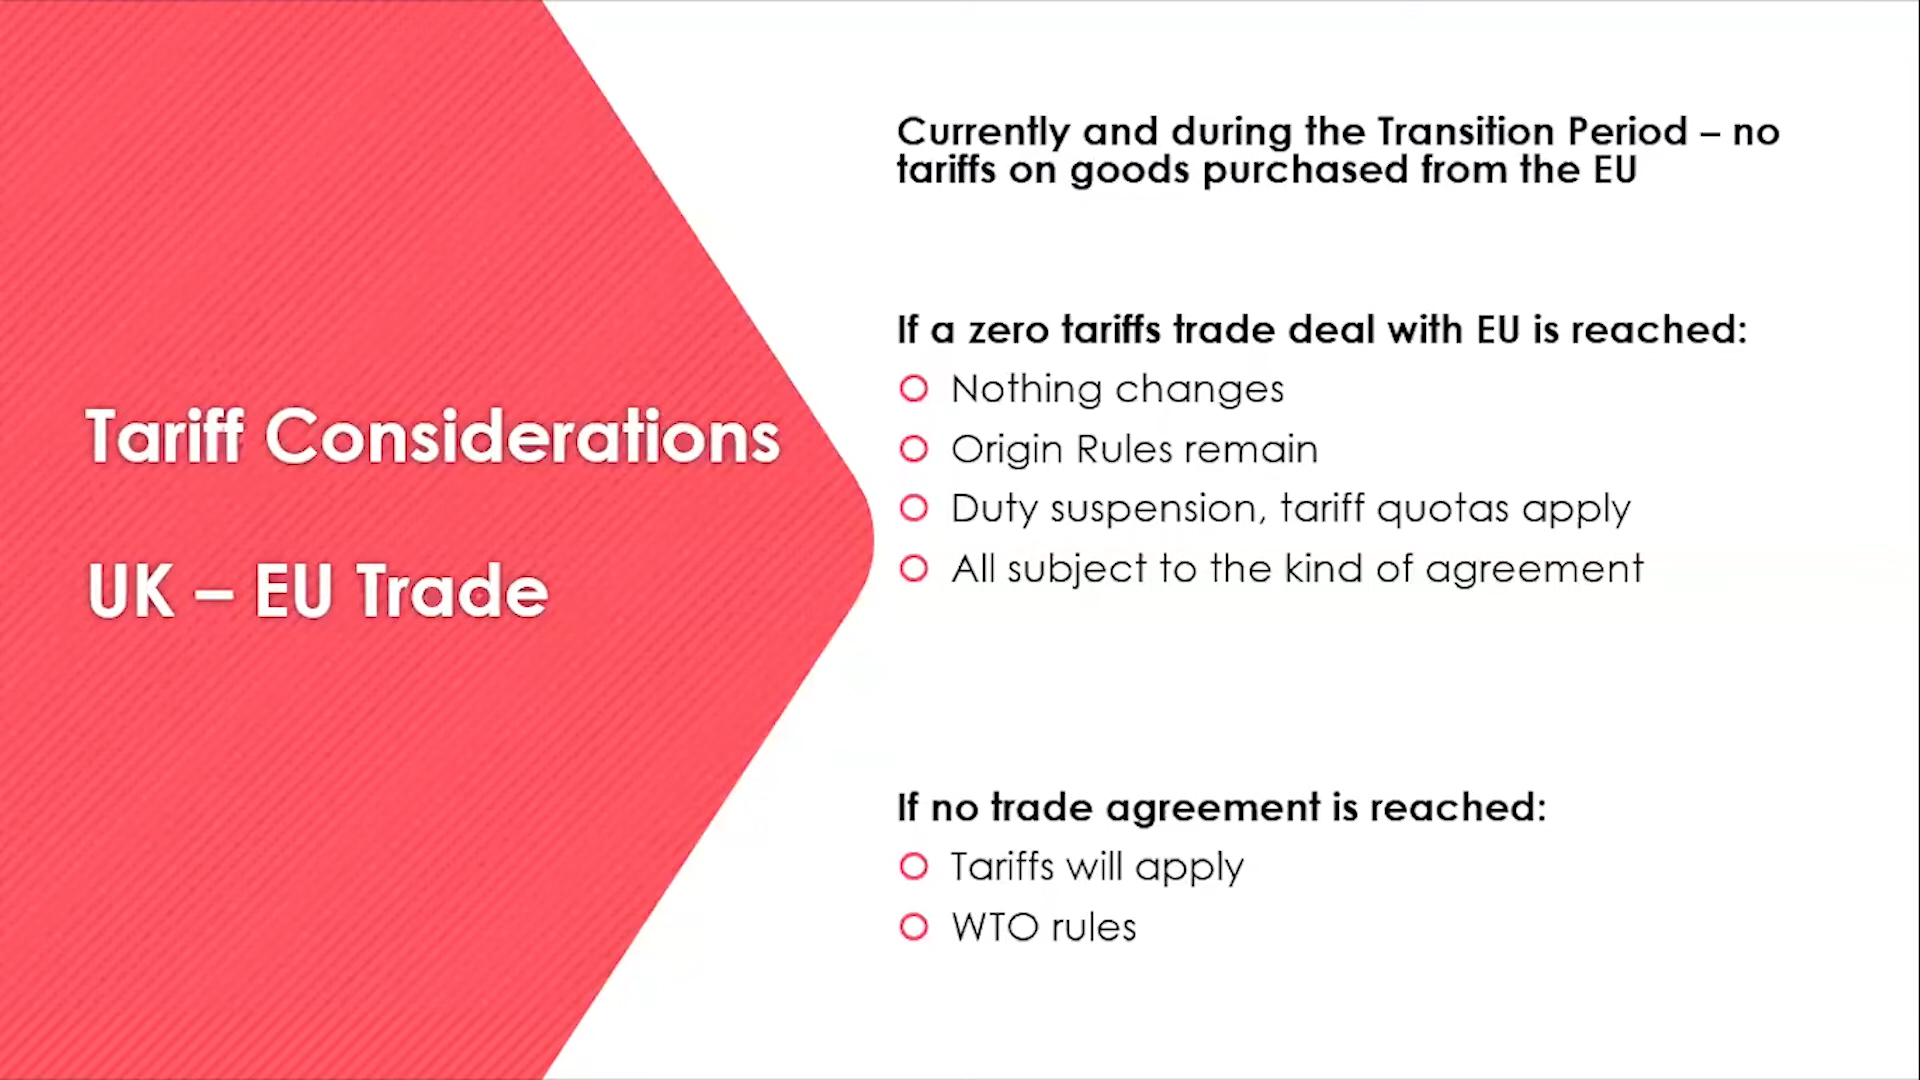 Tariff Considerations
UK – EU Trade
Currently and during the Transition Period – no
tariffs on goods purchased from the EU
If a zero tariffs trade deal with EU is reached:
Nothing changes
Origin Rules remain
Duty suspension, tariff quotas apply
All subject to the kind of agreement
If no trade agreement is reached:
Tariffs will apply
WTO rules